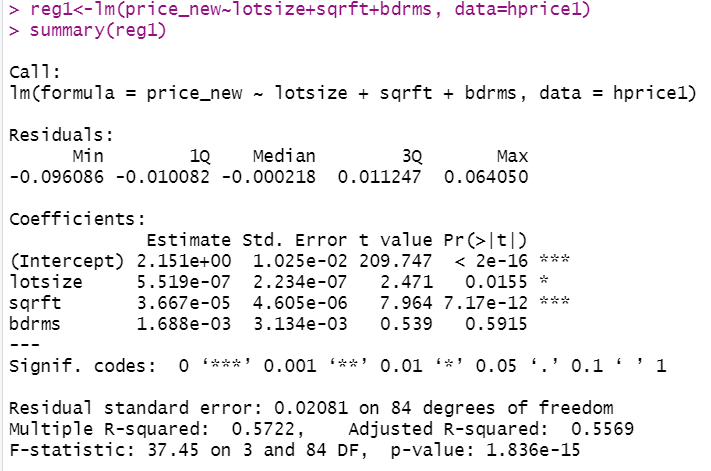 > reg1<-lm(price_new~lotsize+sqrft+bdrms, data=hprice1)
> summary(reg1)
Call:
lm(formula = price_new ~ lotsize + sqrft + bdrms, data = hprice1)
Residuals:
      Min        1Q    Median        3Q       Max
-0.096086 -0.010082 -0.000218  0.011247  0.064050
Coefficients:
             Estimate Std. Error t value Pr(>|t|)
(Intercept) 2.151e+00  1.025e-02 209.747  < 2e-16 ***
lotsize     5.519e-07  2.234e-07   2.471   0.0155 *
sqrft       3.667e-05  4.605e-06   7.964 7.17e-12 ***
bdrms       1.688e-03  3.134e-03   0.539   0.5915
---
Signif. codes:  0 ‘***’ 0.001 ‘**’ 0.01 ‘*’ 0.05 ‘.’ 0.1 ‘ ’ 1
Residual standard error: 0.02081 on 84 degrees of freedom
Multiple R-squared:  0.5722,    Adjusted R-squared:  0.5569
F-statistic: 37.45 on 3 and 84 DF,  p-value: 1.836e-15